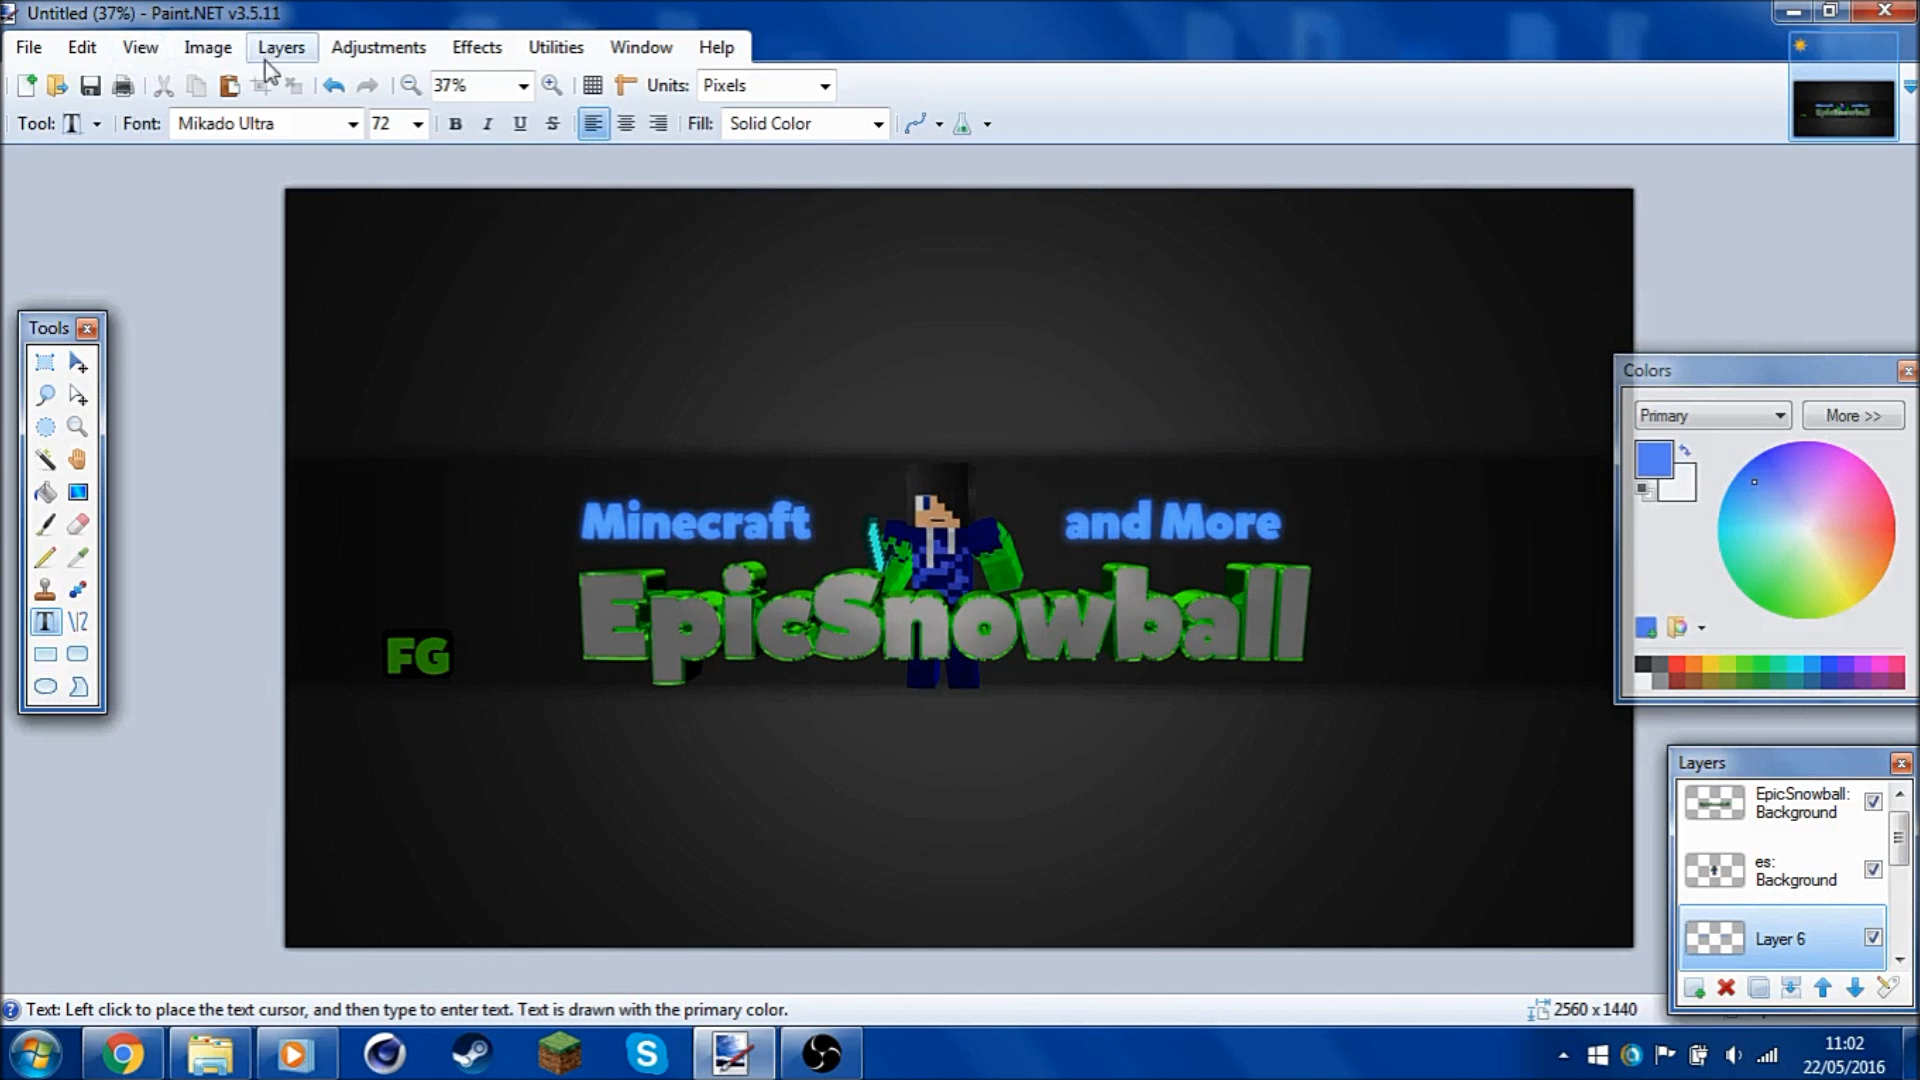 Untitled (37%) - Paint.NET v3.5.11
File Edit View Image Layers Adjustments Effects Utilities Window Help
37% Units: Pixels
Tool: Font: Mikado Ultra 72 B I U S Fill: Solid Color
Tools
Colors
Primary More >>
Minecraft and More
EpicSnowball
FG
Layers
EpicSnowball:
Background
es:
Background
Layer 6
Text: Left click to place the text cursor, and then type to enter text. Text is drawn with the primary color.
2560 x 1440
11:02
22/05/2016